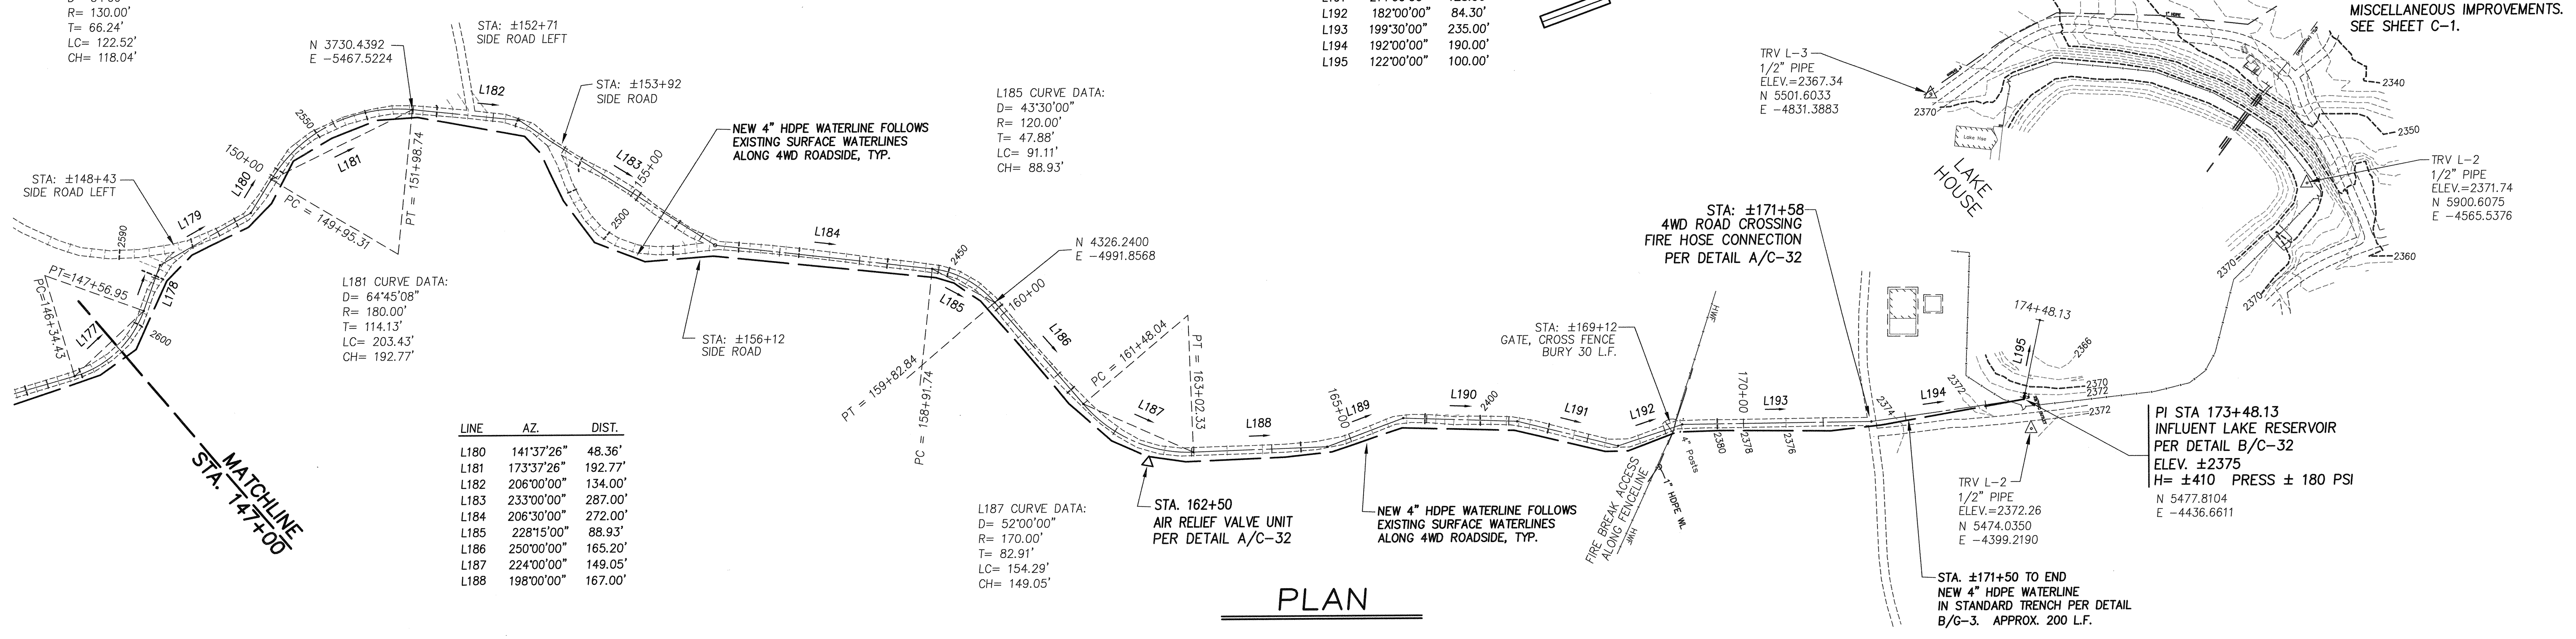 R= 130.00'
T= 66.24'
LC= 122.52'
CH= 118.04'
N 3730.4392
E -5467.5224
STA: ±152+71
SIDE ROAD LEFT
L182
STA: ±153+92
SIDE ROAD
2550
150+00
L181
L180
PT = 151+98.74
PC = 149+95.31
STA: ±148+43
SIDE ROAD LEFT
L179
2590
PT=147+56.95
PC=146+34.43
L178
L177
2600
MATCHLINE
STA. 147+00
L181 CURVE DATA:
D= 64°45'08"
R= 180.00'
T= 114.13'
LC= 203.43'
CH= 192.77'
LINE AZ. DIST.
L180 141°37'26" 48.36'
L181 173°37'26" 192.77'
L182 206°00'00" 134.00'
L183 233°00'00" 287.00'
L184 206°30'00" 272.00'
L185 228°15'00" 88.93'
L186 250°00'00" 165.20'
L187 224°00'00" 149.05'
L188 198°00'00" 167.00'
NEW 4" HDPE WATERLINE FOLLOWS
EXISTING SURFACE WATERLINES
ALONG 4WD ROADSIDE, TYP.
L183
155+00
2500
L184
STA: ±156+12
SIDE ROAD
L185 CURVE DATA:
D= 43°30'00"
R= 120.00'
T= 47.88'
LC= 91.11'
CH= 88.93'
2450
N 4326.2400
E -4991.8568
L185
160+00
L186
PT = 159+82.84
PC = 158+91.74
PC = 161+48.04
PT = 163+02.33
L187
L187 CURVE DATA:
D= 52°00'00"
R= 170.00'
T= 82.91'
LC= 154.29'
CH= 149.05'
STA. 162+50
AIR RELIEF VALVE UNIT
PER DETAIL A/C-32
L188
165+00
L189
L190
2400
L191
L192
NEW 4" HDPE WATERLINE FOLLOWS
EXISTING SURFACE WATERLINES
ALONG 4WD ROADSIDE, TYP.
PLAN
L192 182°00'00" 84.30'
L193 199°30'00" 235.00'
L194 192°00'00" 190.00'
L195 122°00'00" 100.00'
STA: ±169+12
GATE, CROSS FENCE
BURY 30 L.F.
HWF
4" Posts
1" HDPE WL
FIRE BREAK ACCESS
ALONG FENCELINE
HWF
170+00
L193
2380
2378
2376
STA: ±171+58
4WD ROAD CROSSING
FIRE HOSE CONNECTION
PER DETAIL A/C-32
2374
L194
2372
L195
174+48.13
2366
2370
2372
2372
TRV L-3
1/2" PIPE
ELEV.=2367.34
N 5501.6033
E -4831.3883
2370
LAKE
HOUSE
1" HDPE
MISCELLANEOUS IMPROVEMENTS.
SEE SHEET C-1.
2340
2350
TRV L-2
1/2" PIPE
ELEV.=2371.74
N 5900.6075
E -4565.5376
2360
2370
2370
PI STA 173+48.13
INFLUENT LAKE RESERVOIR
PER DETAIL B/C-32
ELEV. ±2375
H= ±410 PRESS ± 180 PSI
N 5477.8104
E -4436.6611
TRV L-2
1/2" PIPE
ELEV.=2372.26
N 5474.0350
E -4399.2190
STA. ±171+50 TO END
NEW 4" HDPE WATERLINE
IN STANDARD TRENCH PER DETAIL
B/G-3. APPROX. 200 L.F.